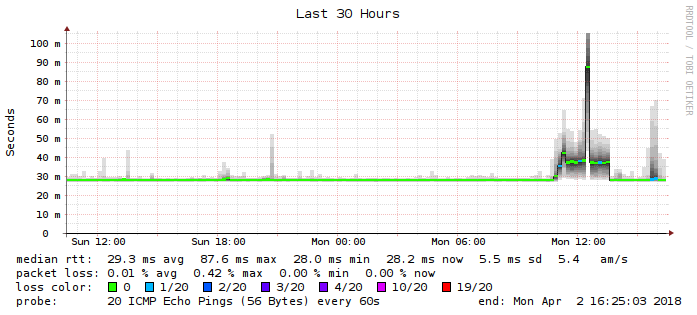 Last 30 Hours
RRDTOOL / TOBI OETIKER
Seconds
100 m
90 m
80 m
70 m
60 m
50 m
40 m
30 m
20 m
10 m
0
Sun 12:00 Sun 18:00 Mon 00:00 Mon 06:00 Mon 12:00
median rtt: 29.3 ms avg 87.6 ms max 28.0 ms min 28.2 ms now 5.5 ms sd 5.4 am/s
packet loss: 0.01 % avg 0.42 % max 0.00 % min 0.00 % now
loss color: 0 1/20 2/20 3/20 4/20 10/20 19/20
probe: 20 ICMP Echo Pings (56 Bytes) every 60s end: Mon Apr 2 16:25:03 2018